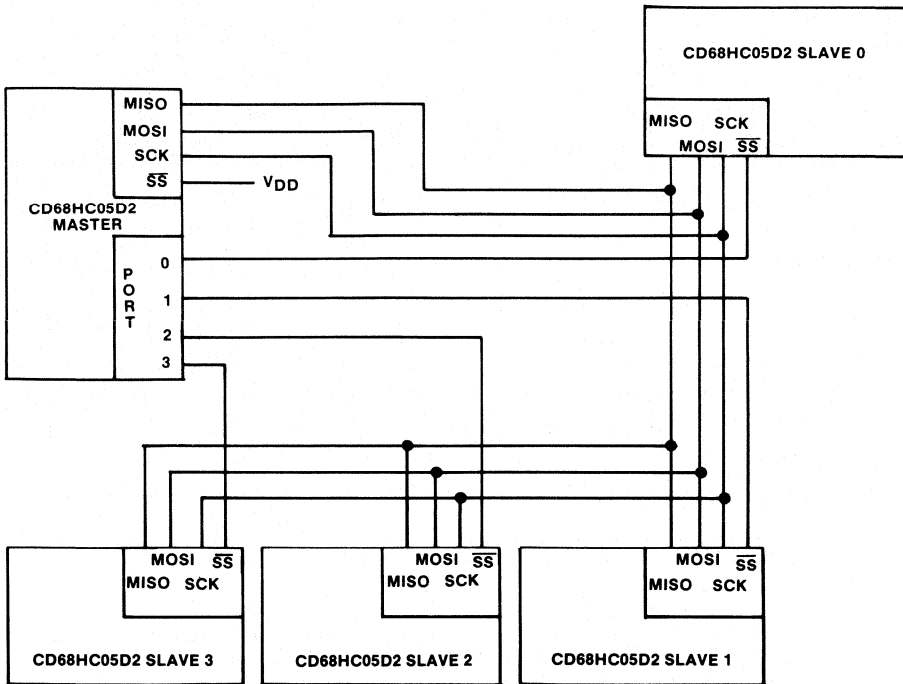 CD68HC05D2 SLAVE 0
MISO SCK
MOSI SS
MISO
MOSI
SCK
SS
VDD
CD68HC05D2
MASTER
PORT
0
1
2
3
MOSI SS
MISO SCK
CD68HC05D2 SLAVE 3
MOSI SS
MISO SCK
CD68HC05D2 SLAVE 2
MOSI SS
MISO SCK
CD68HC05D2 SLAVE 1